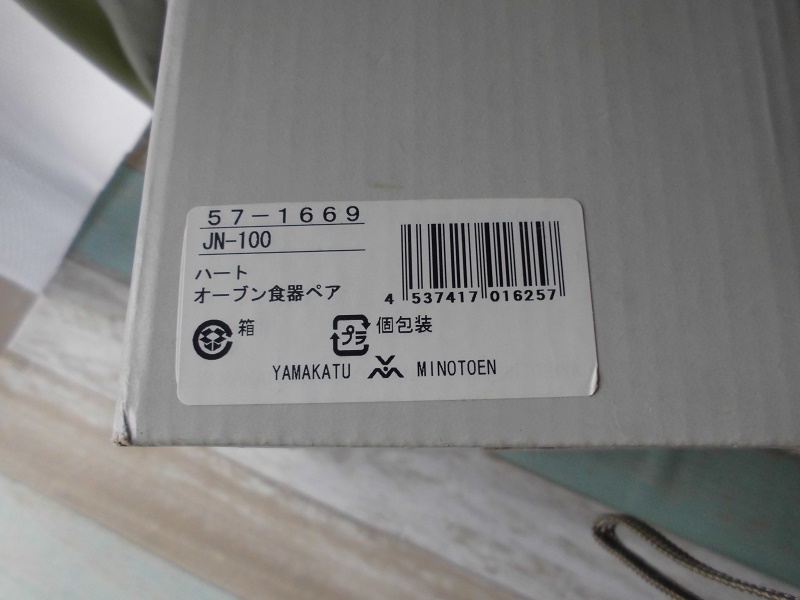 57-1669
JN-100
ハート
オーブン食器ペア
4 537417 016257
箱
プラ 個包装
YAMAKATU MINOTOEN